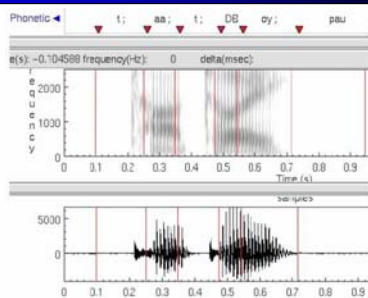 Phonetic ◄ t; aa; t; DB oy; pau
e(s): -0.104588 frequency(Hz): 0 delta(msec):
requency
2000
1000
0
0 0.1 0.2 0.3 0.4 0.5 0.6 0.7 0.8 0.9
Time (s)
samples
5000
0
0 0.1 0.2 0.3 0.4 0.5 0.6 0.7 0.8 0.9